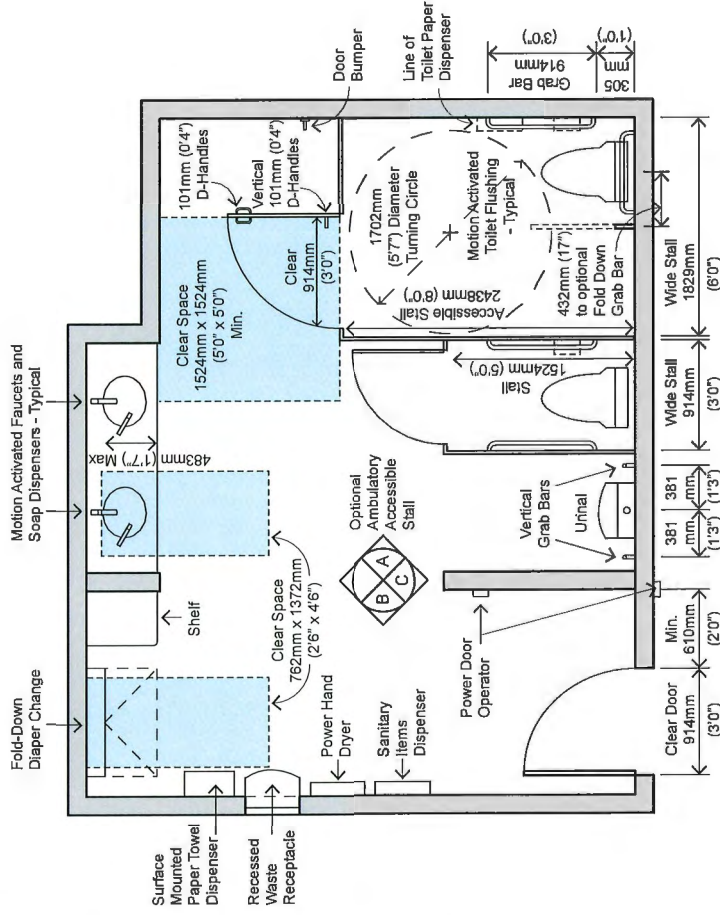 Motion Activated Faucets and
Soap Dispensers - Typical
Fold-Down
Diaper Change
Shelf
483mm (1'7") Max
Clear Space
762mm x 1372mm
(2'6" x 4'6")
Clear Space
1524mm x 1524mm
(5'0" x 5'0")
Min.
101mm (0'4")
D-Handles
Vertical
101mm (0'4")
D-Handles
Door
Bumper
Clear
914mm
(3'0")
Surface
Mounted
Paper Towel
Dispenser
Recessed
Waste
Receptacle
Power Hand
Dryer
Sanitary
Items
Dispenser
Optional
Ambulatory
Accessible
Stall
A
B
C
Power Door
Operator
Vertical
Grab Bars
Urinal
Stall
1524mm (5'0")
Accessible Stall
2438mm (8'0")
1702mm
(5'7") Diameter
Turning Circle
Motion Activated
Toilet Flushing
- Typical
432mm (17")
to optional
Fold Down
Grab Bar
Line of
Toilet Paper
Dispenser
Grab Bar
914mm
(3'0")
305
mm
(1'0")
Clear Door
914mm
(3'0")
Min.
610mm
(2'0")
381
mm
(1'3")
381
mm
(1'3")
Wide Stall
914mm
(3'0")
Wide Stall
1829mm
(6'0")